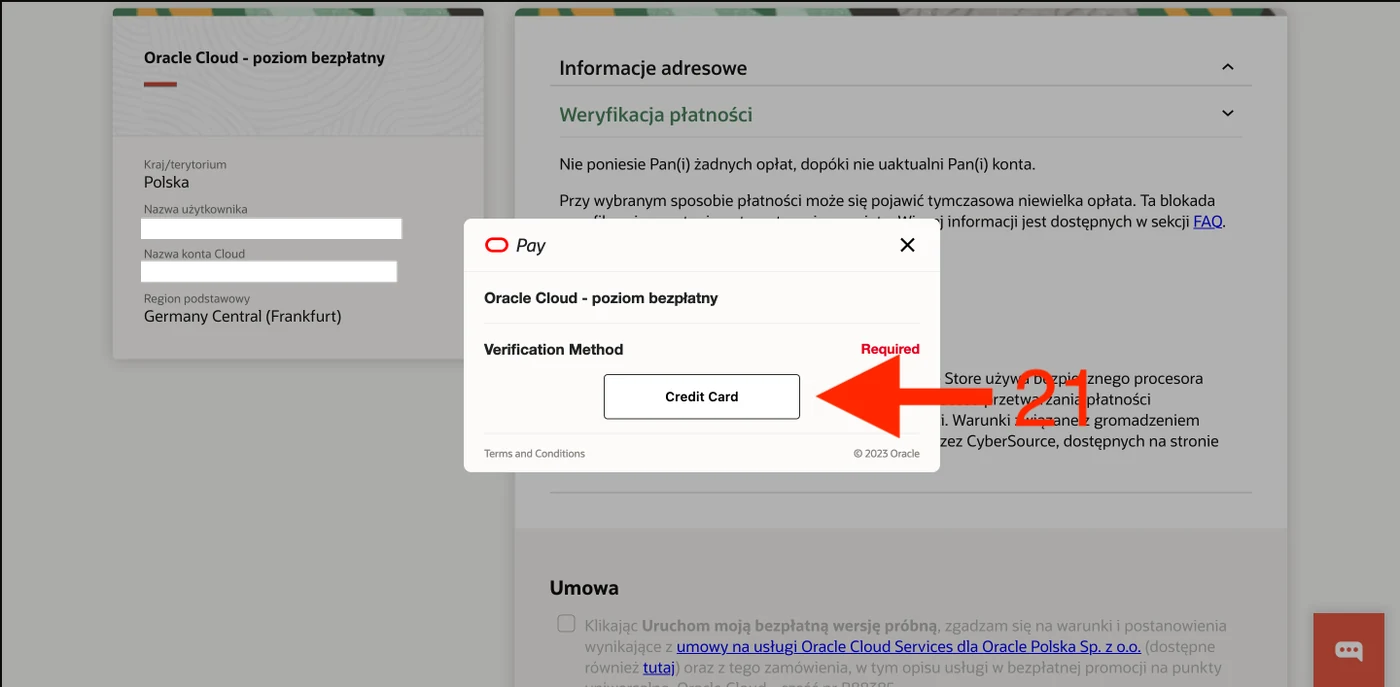 Oracle Cloud - poziom bezpłatny
Kraj/terytorium
Polska
Nazwa użytkownika
Nazwa konta Cloud
Region podstawowy
Germany Central (Frankfurt)
Informacje adresowe
Weryfikacja płatności
Nie poniesie Pan(i) żadnych opłat, dopóki nie uaktualni Pan(i) konta.
Przy wybranym sposobie płatności może się pojawić tymczasowa niewielka opłata. Ta blokada
informacji jest dostępnych w sekcji FAQ.
Pay
Oracle Cloud - poziom bezpłatny
Verification Method Required
Credit Card
Terms and Conditions © 2023 Oracle
21
Store używa bezpiecznego procesora
przetwarzania płatności
Warunki związane z gromadzeniem
CyberSource, dostępnych na stronie
Umowa
Klikając Uruchom moją bezpłatną wersję próbną, zgadzam się na warunki i postanowienia
wynikające z umowy na usługi Oracle Cloud Services dla Oracle Polska Sp. z o.o. (dostępne
również tutaj) oraz z tego zamówienia, w tym opisu usługi w bezpłatnej promocji na punkty